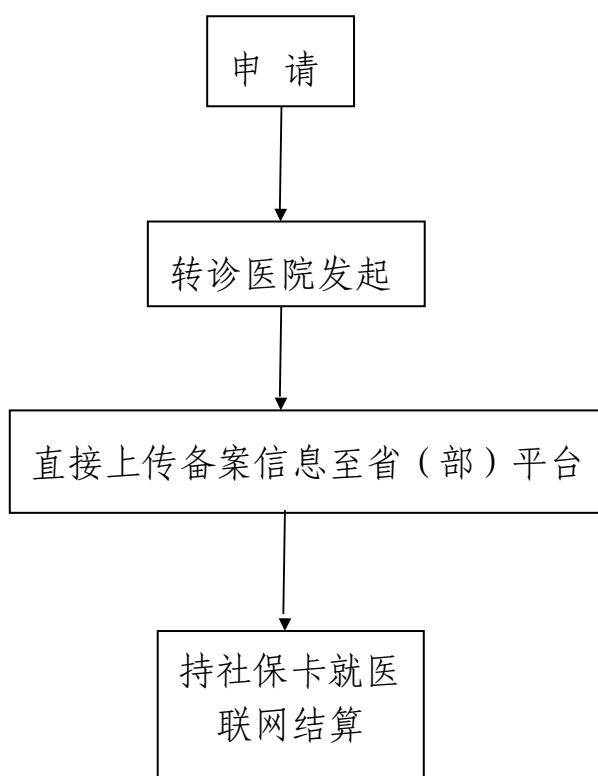 申 请
转诊医院发起
直接上传备案信息至省（部）平台
持社保卡就医
联网结算